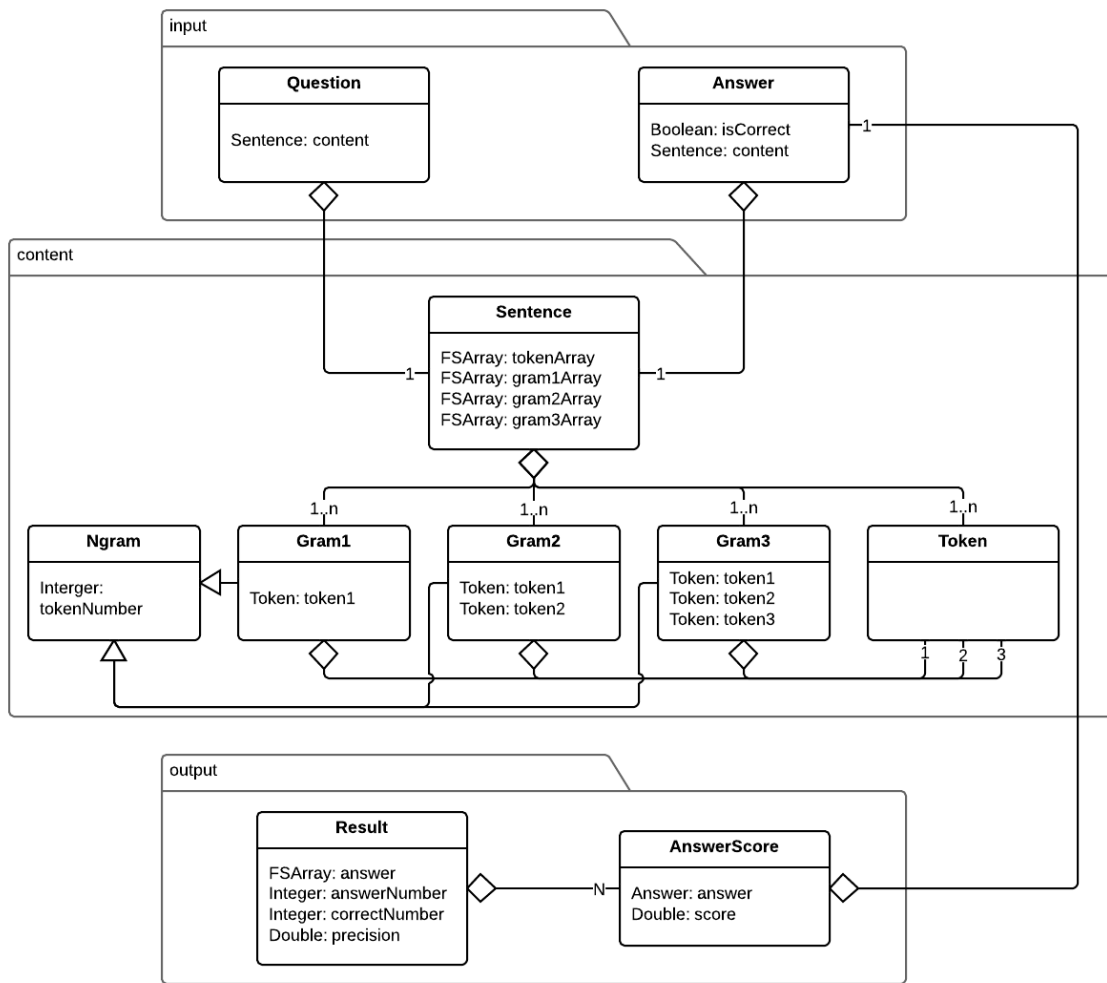 input
Question
Sentence: content
Answer
Boolean: isCorrect
Sentence: content
1
content
Sentence
FSArray: tokenArray
FSArray: gram1Array
FSArray: gram2Array
FSArray: gram3Array
1
1
1..n
1..n
1..n
1..n
Ngram
Interger:
tokenNumber
Gram1
Token: token1
Gram2
Token: token1
Token: token2
Gram3
Token: token1
Token: token2
Token: token3
Token
1
2
3
output
Result
FSArray: answer
Integer: answerNumber
Integer: correctNumber
Double: precision
N
AnswerScore
Answer: answer
Double: score